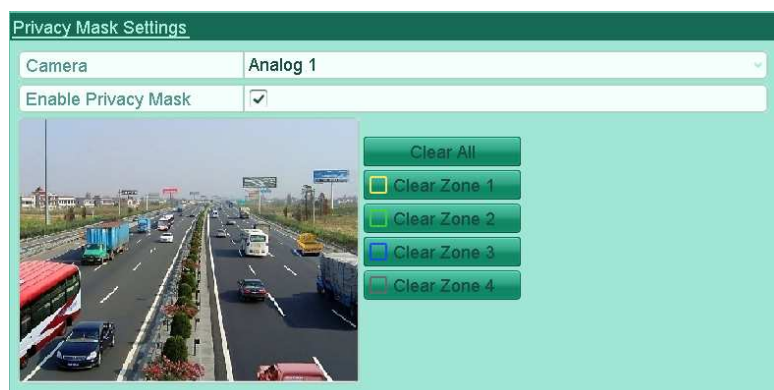 Privacy Mask Settings
Camera Analog 1
Enable Privacy Mask
Clear All
Clear Zone 1
Clear Zone 2
Clear Zone 3
Clear Zone 4